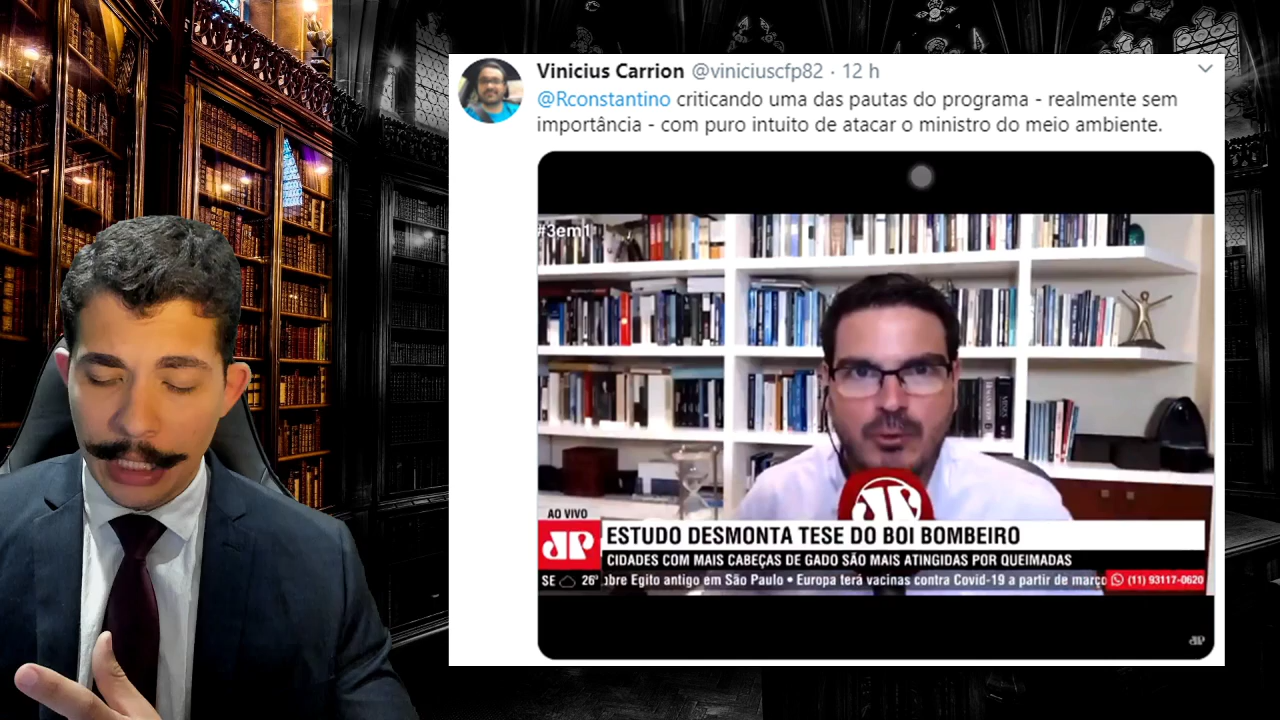 Vinicius Carrion @viniciuscfp82 · 12 h
@Rconstantino criticando uma das pautas do programa - realmente sem
importância - com puro intuito de atacar o ministro do meio ambiente.
#3em1
AO VIVO
JP
ESTUDO DESMONTA TESE DO BOI BOMBEIRO
CIDADES COM MAIS CABEÇAS DE GADO SÃO MAIS ATINGIDAS POR QUEIMADAS
SE 26° obre Egito antigo em São Paulo • Europa terá vacinas contra Covid-19 a partir de março (11) 93117-0620
JP